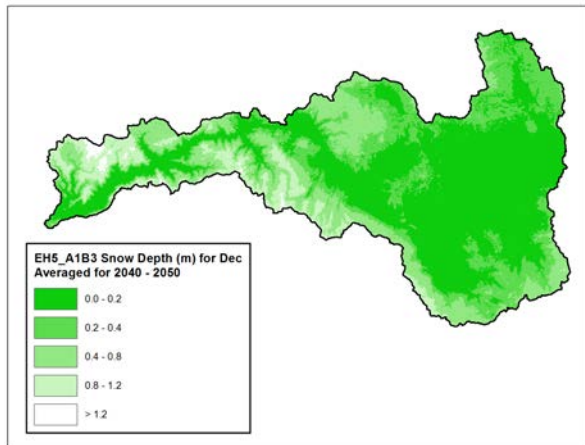 EH5_A1B3 Snow Depth (m) for Dec
Averaged for 2040 - 2050
0.0 - 0.2
0.2 - 0.4
0.4 - 0.8
0.8 - 1.2
> 1.2